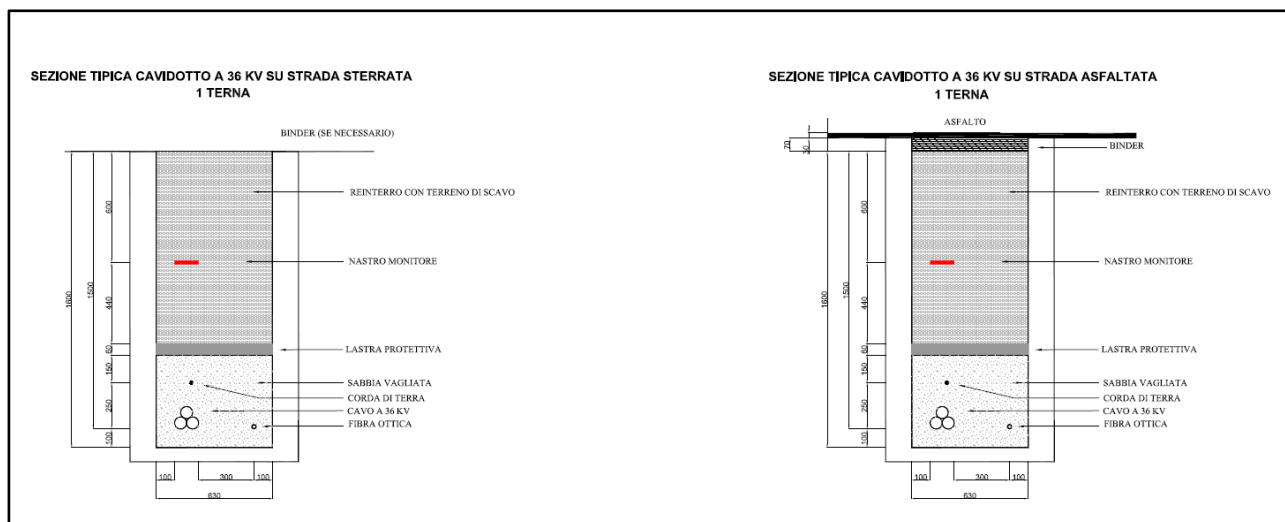 SEZIONE TIPICA CAVIDOTTO A 36 KV SU STRADA STERRATA
1 TERNA
BINDER (SE NECESSARIO)
REINTERRO CON TERRENO DI SCAVO
NASTRO MONITORE
LASTRA PROTETTIVA
SABBIA VAGLIATA
CORDA DI TERRA
CAVO A 36 KV
FIBRA OTTICA
1600
1500
600
440
60
150
250
100
100
300
100
630
SEZIONE TIPICA CAVIDOTTO A 36 KV SU STRADA ASFALTATA
1 TERNA
ASFALTO
BINDER
REINTERRO CON TERRENO DI SCAVO
NASTRO MONITORE
LASTRA PROTETTIVA
SABBIA VAGLIATA
CORDA DI TERRA
CAVO A 36 KV
FIBRA OTTICA
70
1600
1500
600
440
60
150
250
100
100
300
100
630